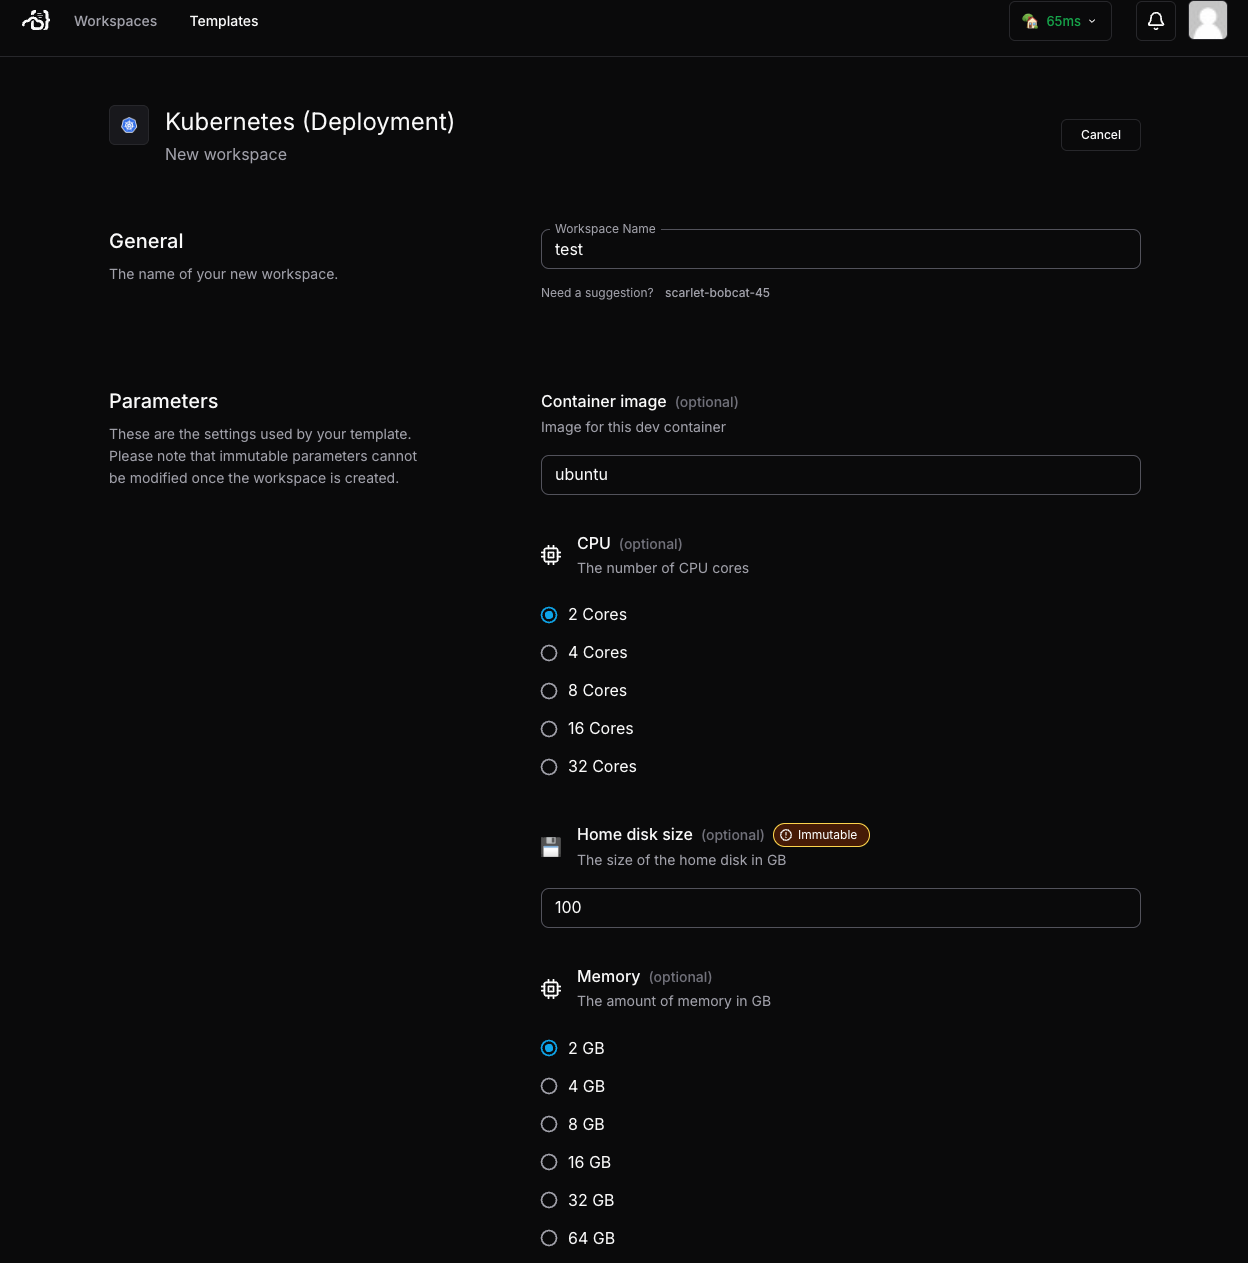 Workspaces
Templates
65ms
Kubernetes (Deployment)
New workspace
Cancel
General
The name of your new workspace.
Workspace Name
test
Need a suggestion? scarlet-bobcat-45
Parameters
These are the settings used by your template.
Please note that immutable parameters cannot
be modified once the workspace is created.
Container image (optional)
Image for this dev container
ubuntu
CPU (optional)
The number of CPU cores
2 Cores
4 Cores
8 Cores
16 Cores
32 Cores
Home disk size (optional) Immutable
The size of the home disk in GB
100
Memory (optional)
The amount of memory in GB
2 GB
4 GB
8 GB
16 GB
32 GB
64 GB